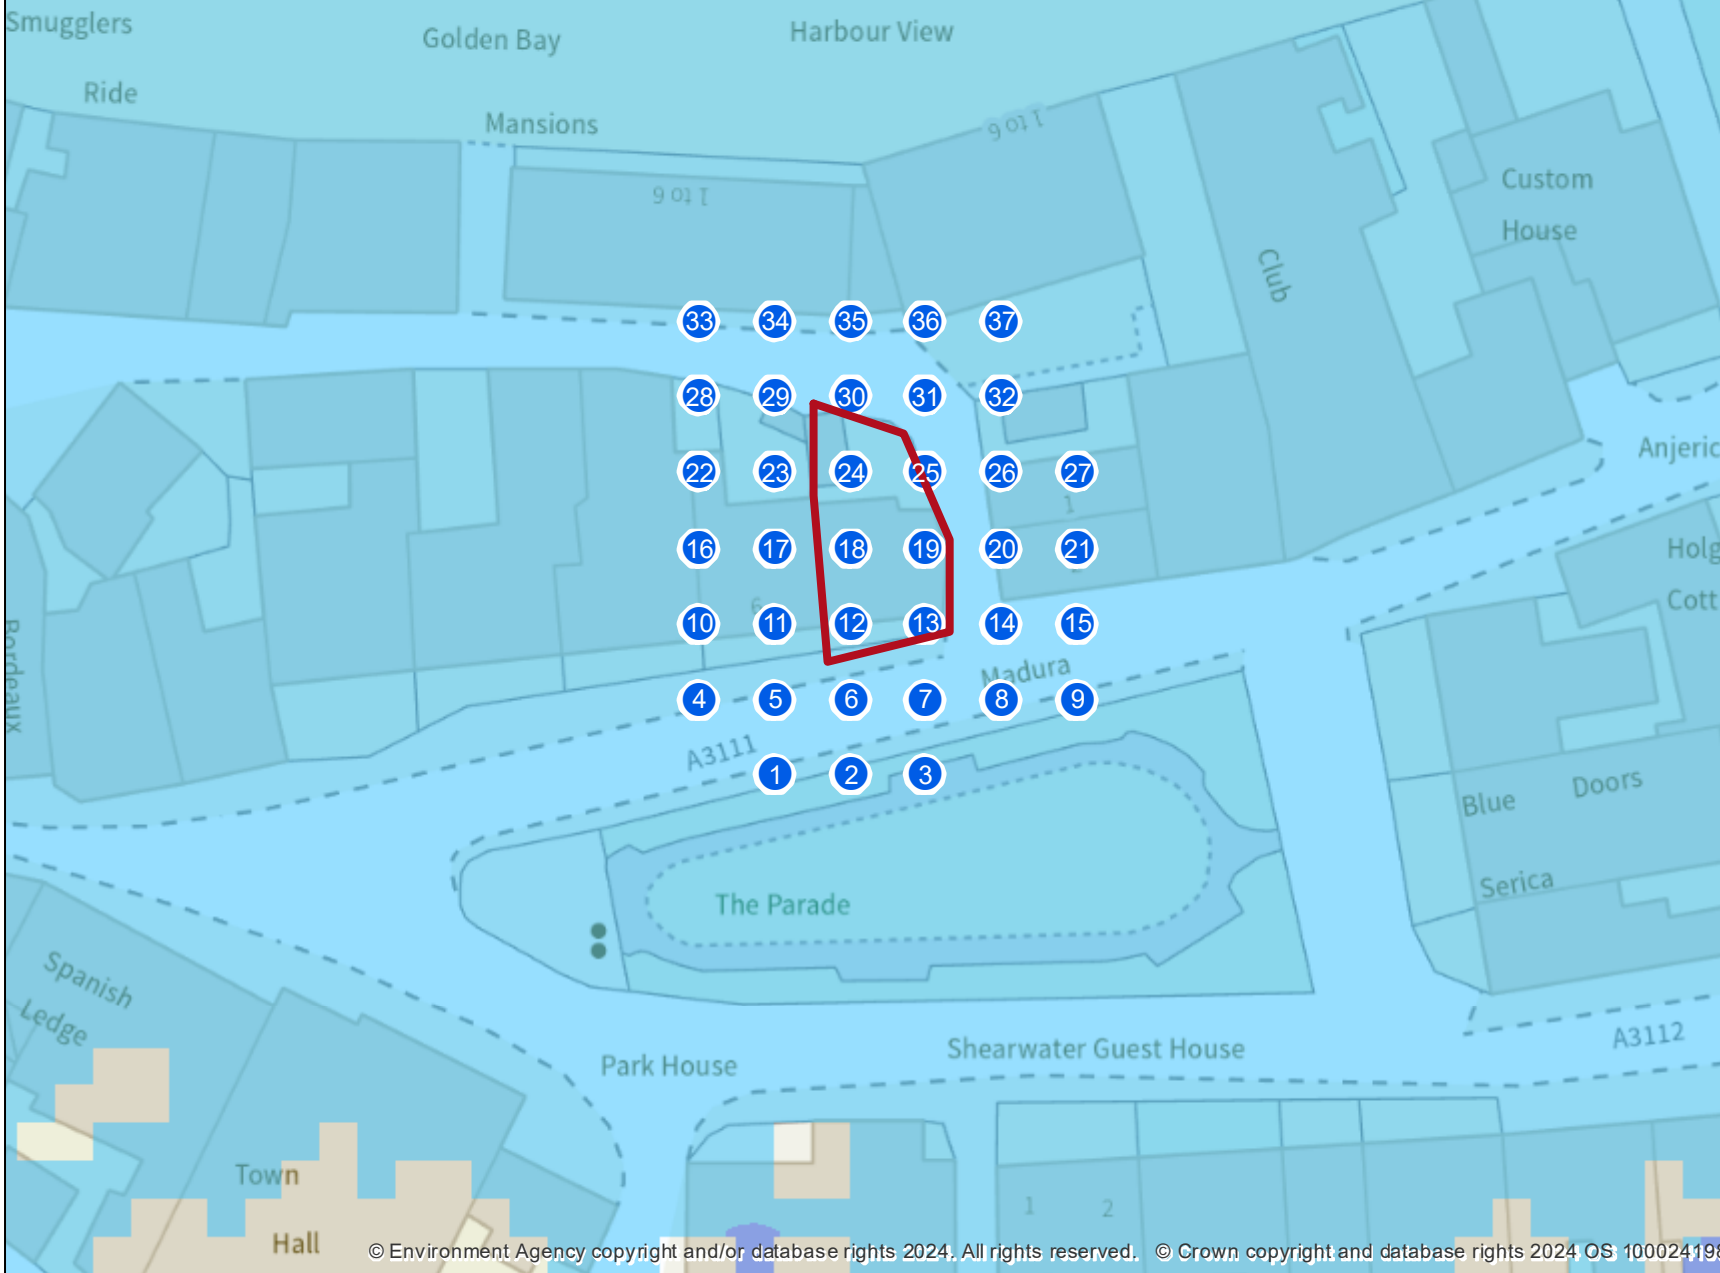 Smugglers
Ride
Golden Bay
Mansions
Harbour View
1 to 6
1 to 6
Custom
House
Club
33 34 35 36 37
28 29 30 31 32
22 23 24 25 26 27
1
16 17 18 19 20 21
6
10 11 12 13 14 15
4 5 6 7 8 9
1 2 3
Anjeric
Holg
Cott
Bordeaux
Madura
A3111
Blue Doors
Serica
The Parade
Spanish
Ledge
Park House
Shearwater Guest House
A3112
Town
Hall
1 2
© Environment Agency copyright and/or database rights 2024. All rights reserved. © Crown copyright and database rights 2024 OS 100024198